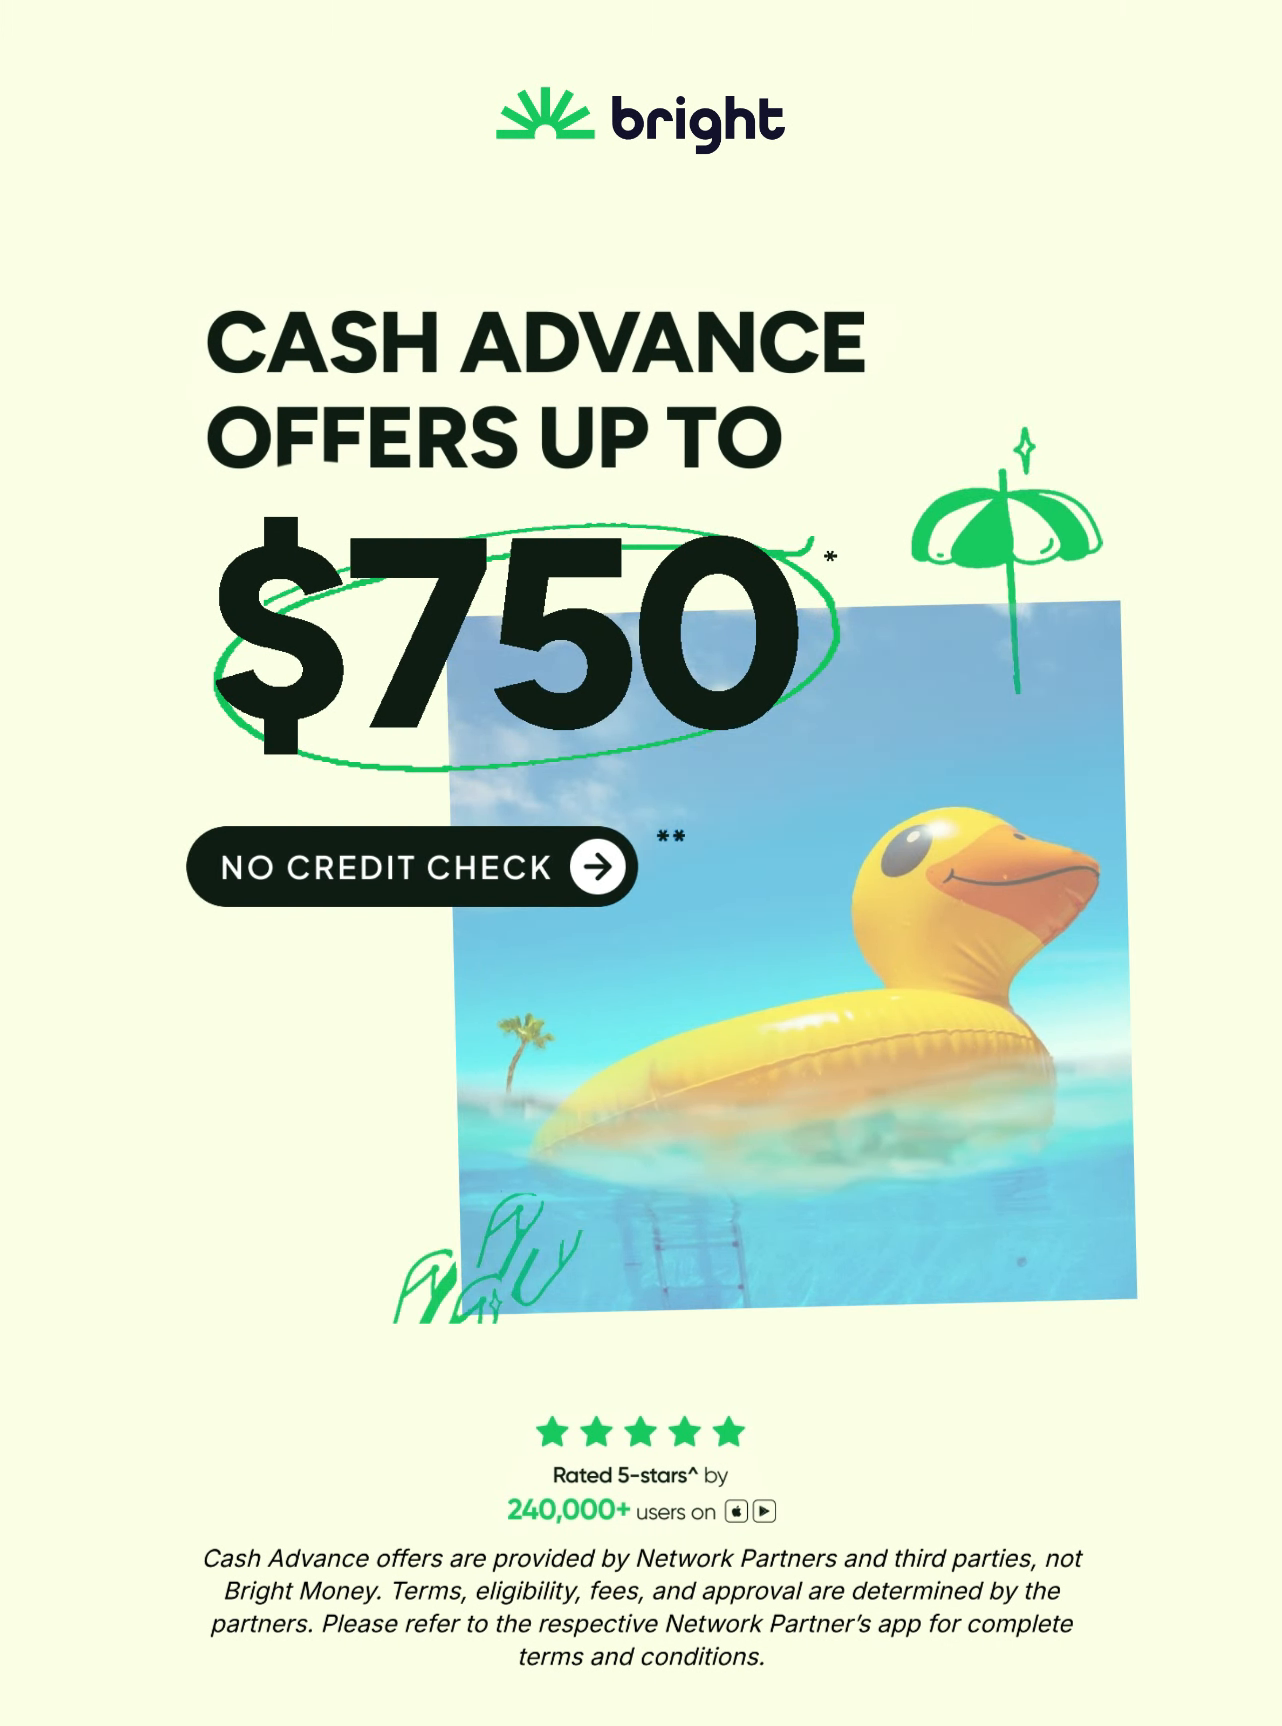 bright
CASH ADVANCE
OFFERS UP TO
$750*
NO CREDIT CHECK **
Rated 5-stars^ by
240,000+ users on
Cash Advance offers are provided by Network Partners and third parties, not
Bright Money. Terms, eligibility, fees, and approval are determined by the
partners. Please refer to the respective Network Partner’s app for complete
terms and conditions.